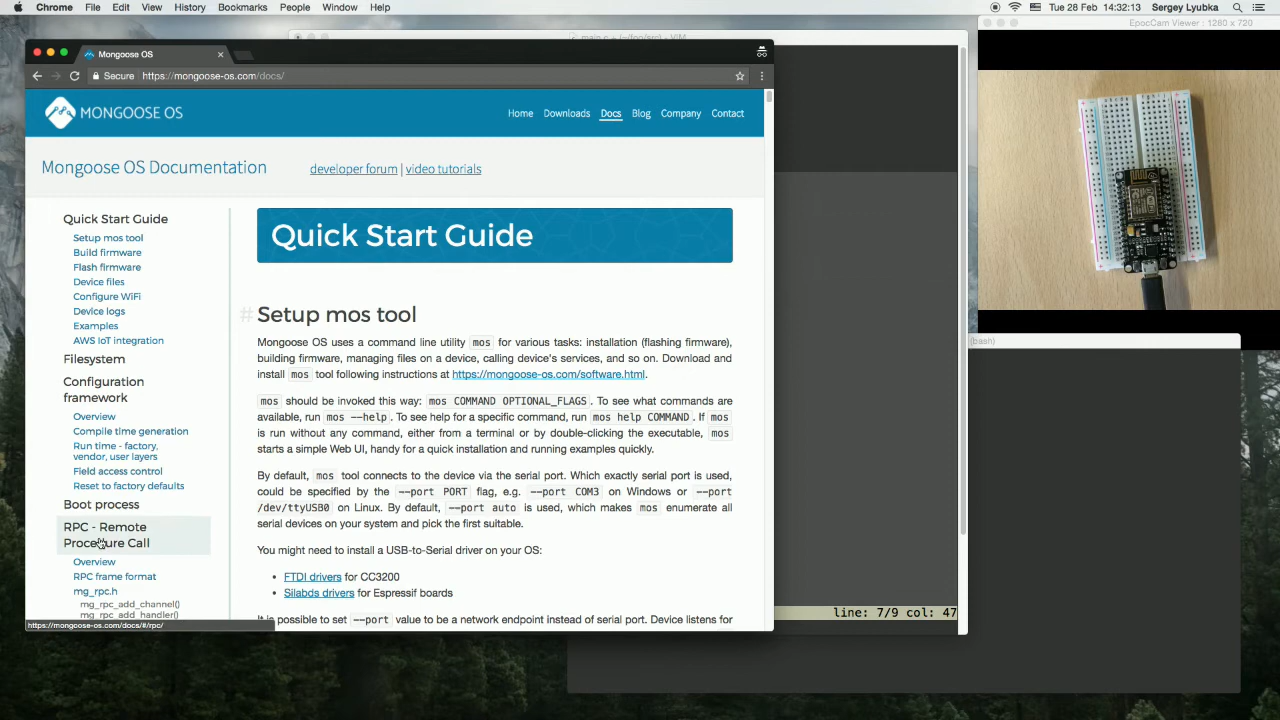 Chrome File Edit View History Bookmarks People Window Help
Tue 28 Feb 14:32:13 Sergey Lyubka
EpocCam Viewer : 1280 x 720
main.c + (~/foo/src) - VIM
Mongoose OS
Secure https://mongoose-os.com/docs/
MONGOOSE OS
Home Downloads Docs Blog Company Contact
Mongoose OS Documentation
developer forum | video tutorials
Quick Start Guide
Setup mos tool
Build firmware
Flash firmware
Device files
Configure WiFi
Device logs
Examples
AWS IoT integration
Filesystem
Configuration
framework
Overview
Compile time generation
Run time - factory,
vendor, user layers
Field access control
Reset to factory defaults
Boot process
RPC - Remote
Procedure Call
Overview
RPC frame format
mg_rpc.h
mg_rpc_add_channel()
mg_rpc_add_handler()
https://mongoose-os.com/docs/#/rpc/
Quick Start Guide
# Setup mos tool
Mongoose OS uses a command line utility mos for various tasks: installation (flashing firmware),
building firmware, managing files on a device, calling device's services, and so on. Download and
install mos tool following instructions at https://mongoose-os.com/software.html.
mos should be invoked this way: mos COMMAND OPTIONAL_FLAGS. To see what commands are
available, run mos --help. To see help for a specific command, run mos help COMMAND. If mos
is run without any command, either from a terminal or by double-clicking the executable, mos
starts a simple Web UI, handy for a quick installation and running examples quickly.
By default, mos tool connects to the device via the serial port. Which exactly serial port is used,
could be specified by the --port PORT flag, e.g. --port COM3 on Windows or --port
/dev/ttyUSB0 on Linux. By default, --port auto is used, which makes mos enumerate all
serial devices on your system and pick the first suitable.
You might need to install a USB-to-Serial driver on your OS:
• FTDI drivers for CC3200
• Silabds drivers for Espressif boards
It is possible to set --port value to be a network endpoint instead of serial port. Device listens for
line: 7/9 col: 47
(bash)